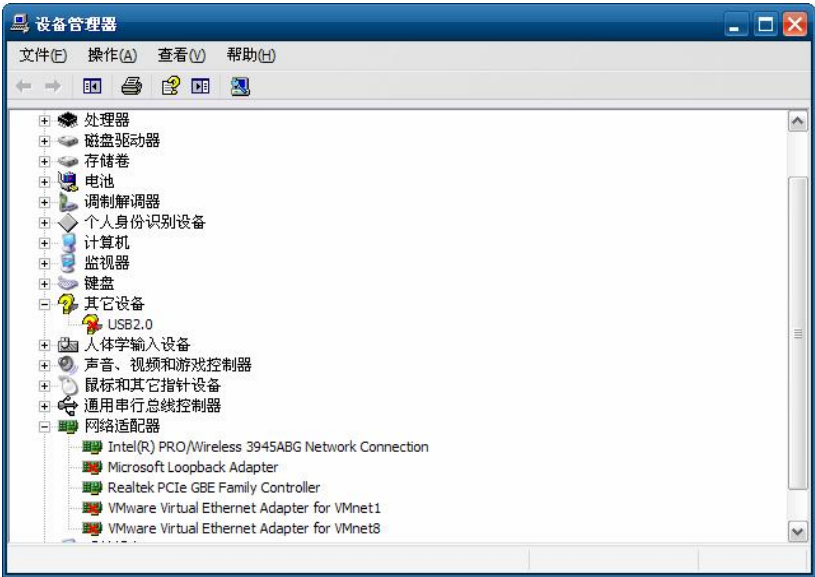 设备管理器
文件(F) 操作(A) 查看(V) 帮助(H)
处理器
磁盘驱动器
存储卷
电池
调制解调器
个人身份识别设备
计算机
监视器
键盘
其它设备
USB2.0
人体学输入设备
声音、视频和游戏控制器
鼠标和其它指针设备
通用串行总线控制器
网络适配器
Intel(R) PRO/Wireless 3945ABG Network Connection
Microsoft Loopback Adapter
Realtek PCIe GBE Family Controller
VMware Virtual Ethernet Adapter for VMnet1
VMware Virtual Ethernet Adapter for VMnet8